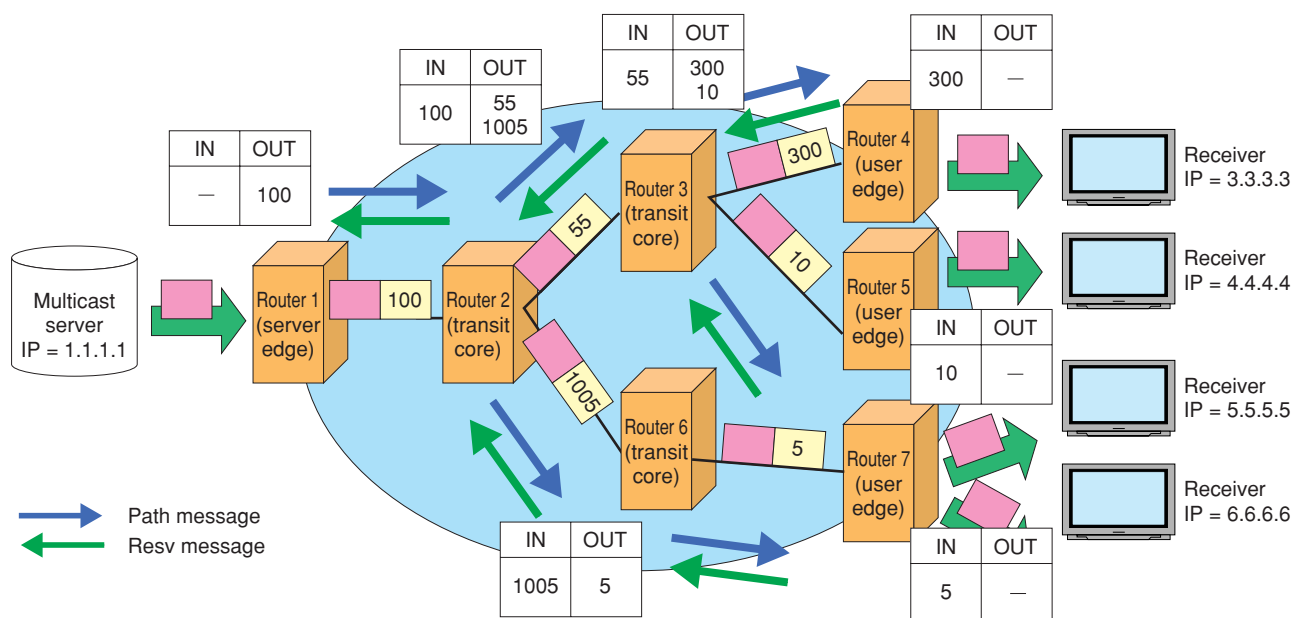 IN OUT
— 100
IN OUT
100 55
1005
IN OUT
55 300
10
IN OUT
300 —
Multicast
server
IP = 1.1.1.1
Router 1
(server
edge)
100
Router 2
(transit
core)
55
1005
Router 3
(transit
core)
300
10
Router 4
(user
edge)
Receiver
IP = 3.3.3.3
Router 5
(user
edge)
Receiver
IP = 4.4.4.4
IN OUT
10 —
Router 6
(transit
core)
5
Router 7
(user
edge)
Receiver
IP = 5.5.5.5
Receiver
IP = 6.6.6.6
IN OUT
1005 5
IN OUT
5 —
Path message
Resv message